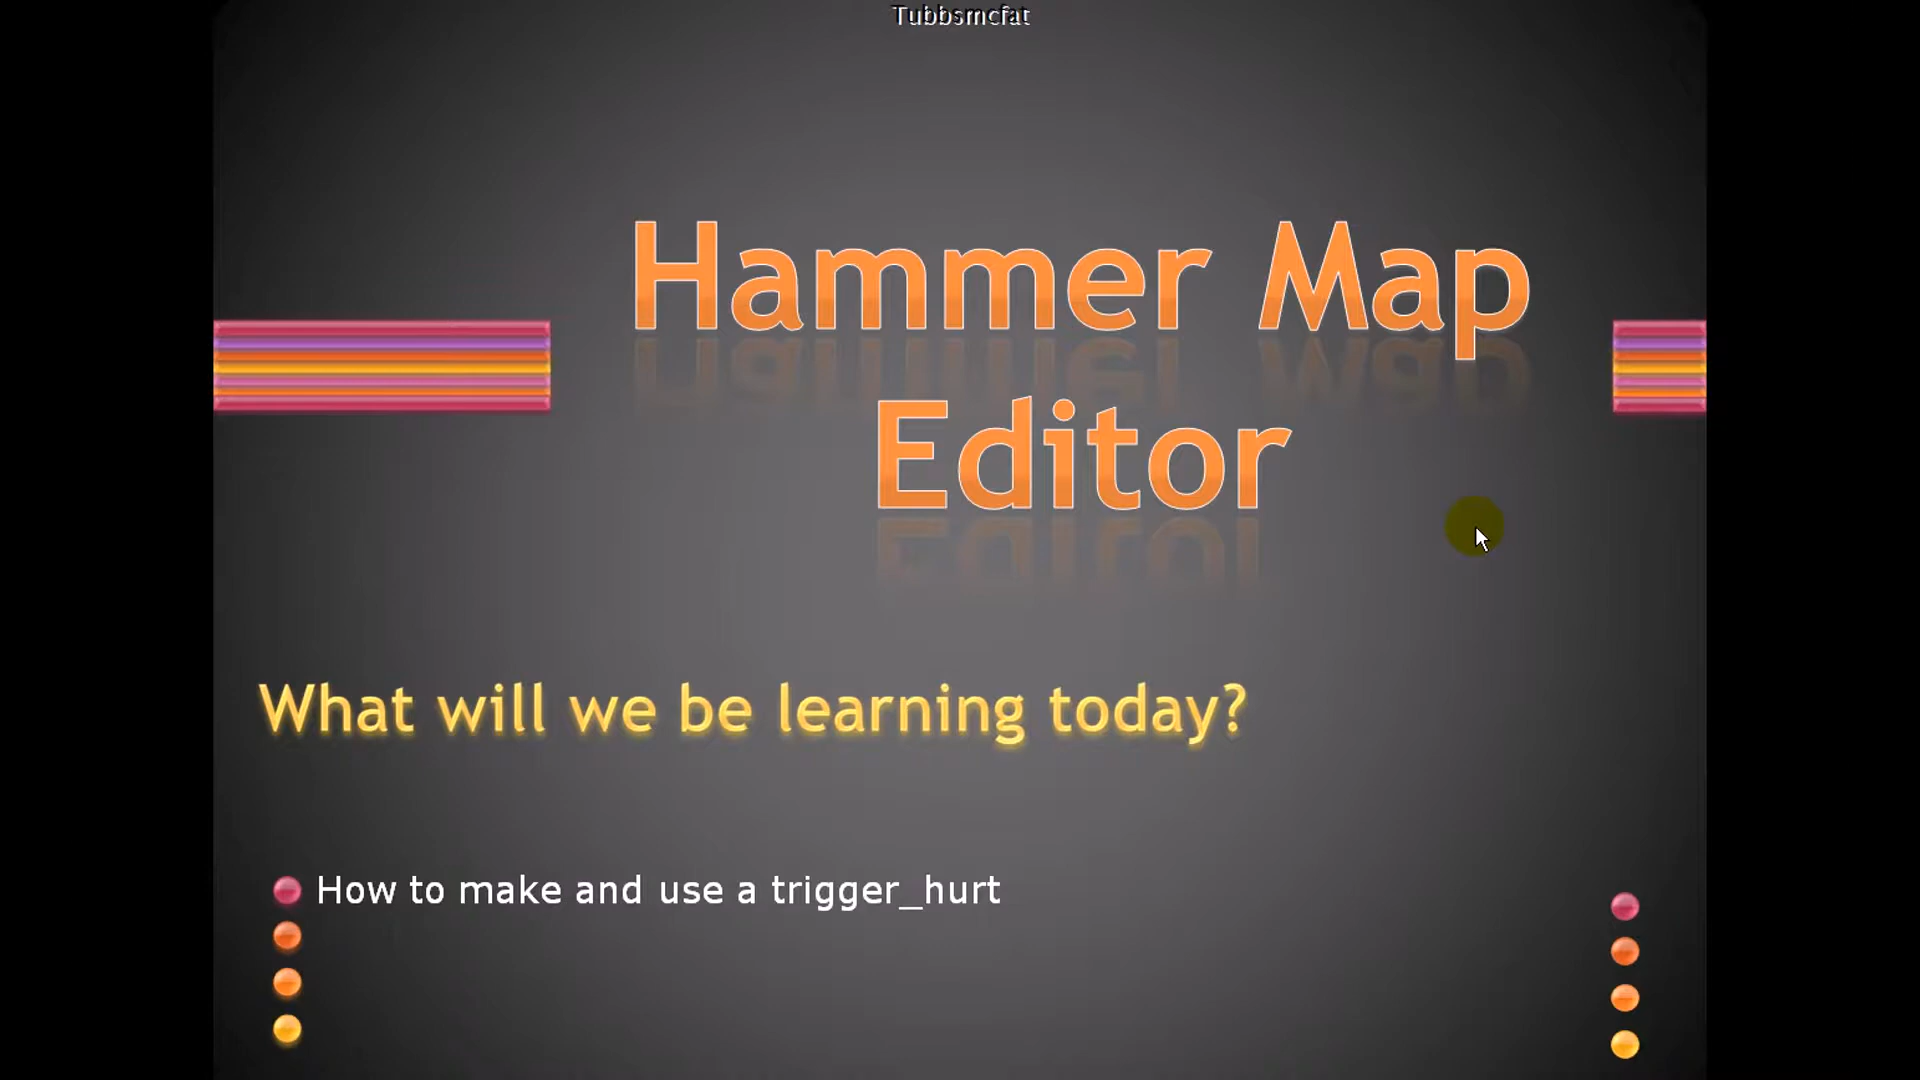 Tubbsmcfat
Hammer Map
Editor
What will we be learning today?
How to make and use a trigger_hurt